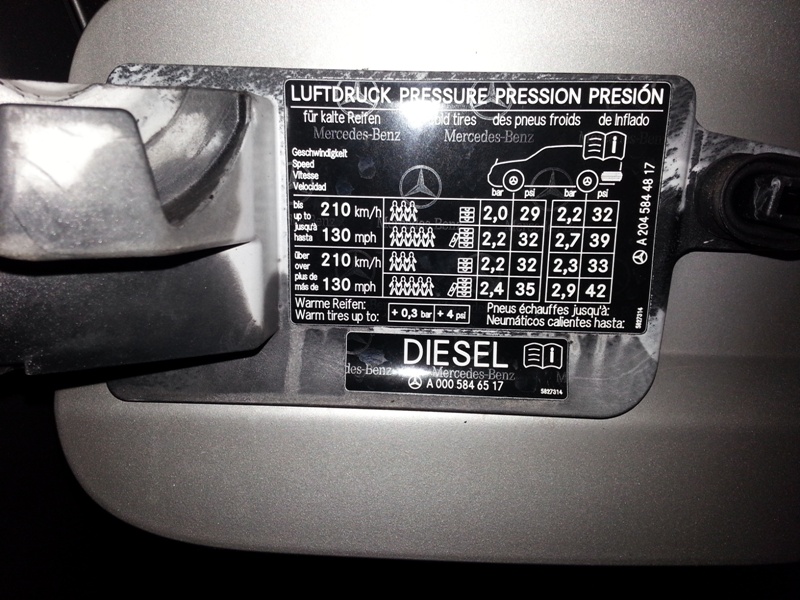 LUFTDRUCK PRESSURE PRESSION PRESIÓN
für kalte Reifen tires des pneus froids de Inflado
Mercedes-Benz Mercedes-Benz
Geschwindigkeit
Speed
Vitesse
Velocidad
bar psi bar psi
bis up to jusqu'à hasta
210 km/h 2,0 29 2,2 32
130 mph 2,2 32 2,7 39
über over plus de más de
210 km/h 2,2 32 2,3 33
130 mph 2,4 35 2,9 42
Warme Reifen: Pneus échauffés jusqu'à:
Warm tires up to: + 0,3 bar + 4 psi Neumáticos calientes hasta:
A 204 584 48 17
S827314
DIESEL
des-Benz Mercedes-Benz
A 000 584 65 17
S827314